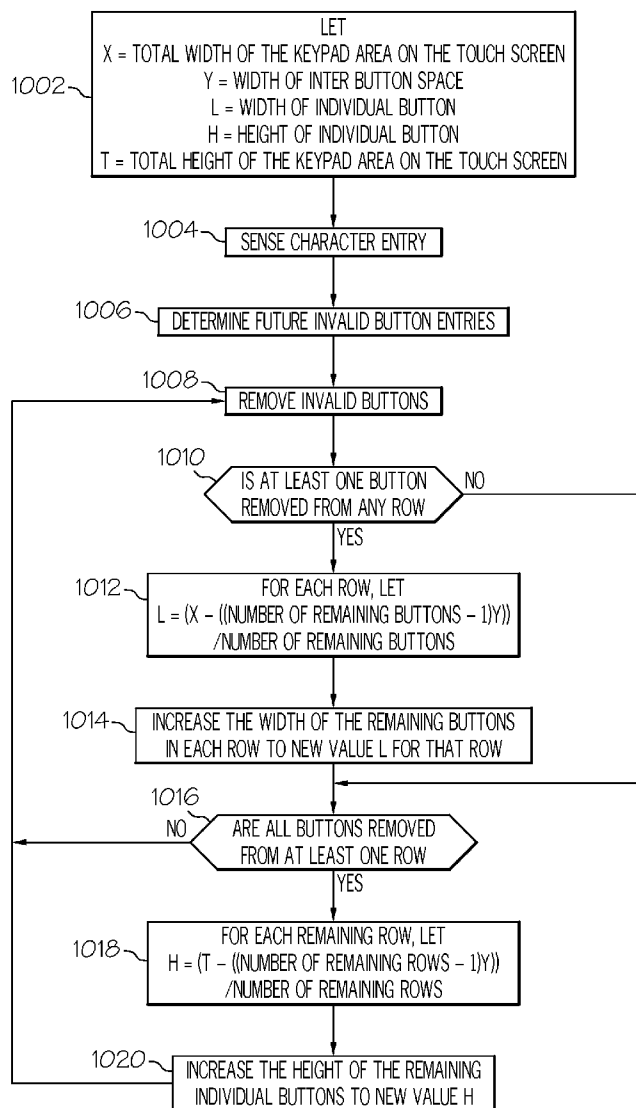 LET
X = TOTAL WIDTH OF THE KEYPAD AREA ON THE TOUCH SCREEN
1002
Y = WIDTH OF INTER BUTTON SPACE
L = WIDTH OF INDIVIDUAL BUTTON
H = HEIGHT OF INDIVIDUAL BUTTON
T = TOTAL HEIGHT OF THE KEYPAD AREA ON THE TOUCH SCREEN
1004
SENSE CHARACTER ENTRY
1006
DETERMINE FUTURE INVALID BUTTON ENTRIES
1008
REMOVE INVALID BUTTONS
1010
IS AT LEAST ONE BUTTON
REMOVED FROM ANY ROW
NO
YES
1012
FOR EACH ROW, LET
L = (X – ((NUMBER OF REMAINING BUTTONS – 1)Y))
/NUMBER OF REMAINING BUTTONS
1014
INCREASE THE WIDTH OF THE REMAINING BUTTONS
IN EACH ROW TO NEW VALUE L FOR THAT ROW
1016
NO
ARE ALL BUTTONS REMOVED
FROM AT LEAST ONE ROW
YES
1018
FOR EACH REMAINING ROW, LET
H = (T – ((NUMBER OF REMAINING ROWS – 1)Y))
/NUMBER OF REMAINING ROWS
1020
INCREASE THE HEIGHT OF THE REMAINING
INDIVIDUAL BUTTONS TO NEW VALUE H